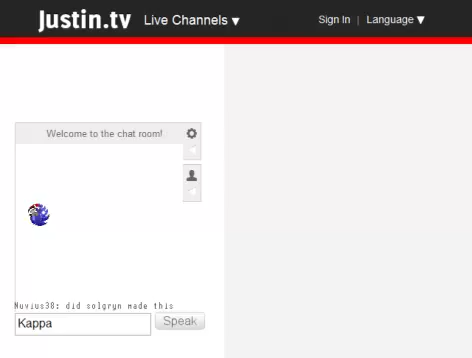 Justin.tv Live Channels ▼ Sign In | Language ▼
Welcome to the chat room!
Nuvius38: did solgryn made this
Kappa Speak